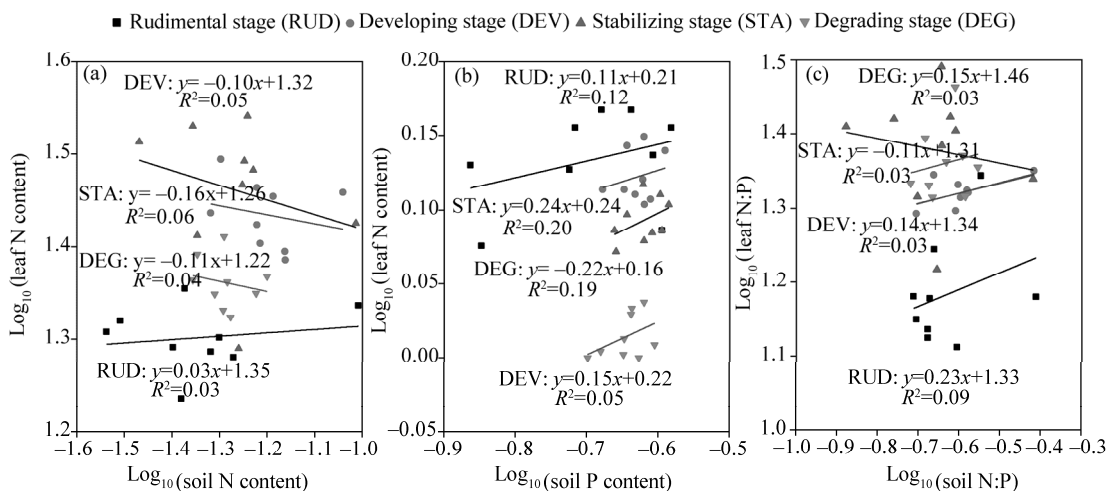 Rudimental stage (RUD) Developing stage (DEV) Stabilizing stage (STA) Degrading stage (DEG)
(a)
DEV: y= –0.10x+1.32
R²=0.05
STA: y= –0.16x+1.26
R²=0.06
DEG: y= –0.11x+1.22
R²=0.04
RUD: y=0.03x+1.35
R²=0.03
1.6
1.5
1.4
1.3
1.2
Log10 (leaf N content)
–1.6 –1.5 –1.4 –1.3 –1.2 –1.1 –1.0
Log10 (soil N content)
(b)
RUD: y=0.11x+0.21
R²=0.12
STA: y=0.24x+0.24
R²=0.20
DEG: y= –0.22x+0.16
R²=0.19
DEV: y=0.15x+0.22
R²=0.05
0.20
0.15
0.10
0.05
0.00
–0.05
Log10 (leaf N content)
–0.9 –0.8 –0.7 –0.6 –0.5
Log10 (soil P content)
(c)
DEG: y=0.15x+1.46
R²=0.03
STA: y= –0.11x+1.31
R²=0.03
DEV: y=0.14x+1.34
R²=0.03
RUD: y=0.23x+1.33
R²=0.09
1.5
1.4
1.3
1.2
1.1
1.0
Log10 (leaf N:P)
–1.0 –0.9 –0.8 –0.7 –0.6 –0.5 –0.4 –0.3
Log10 (soil N:P)